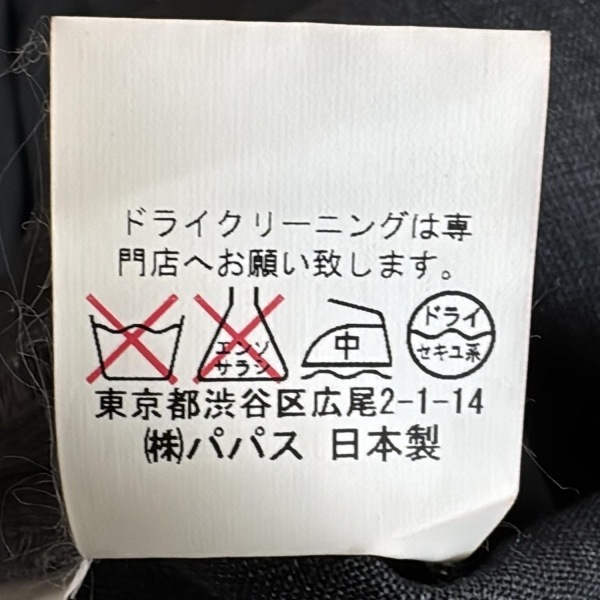 ドライクリーニングは専
門店へお願い致します。
エンソ
サラシ
中
ドライ
セキユ系
東京都渋谷区広尾2-1-14
㈱パパス 日本製